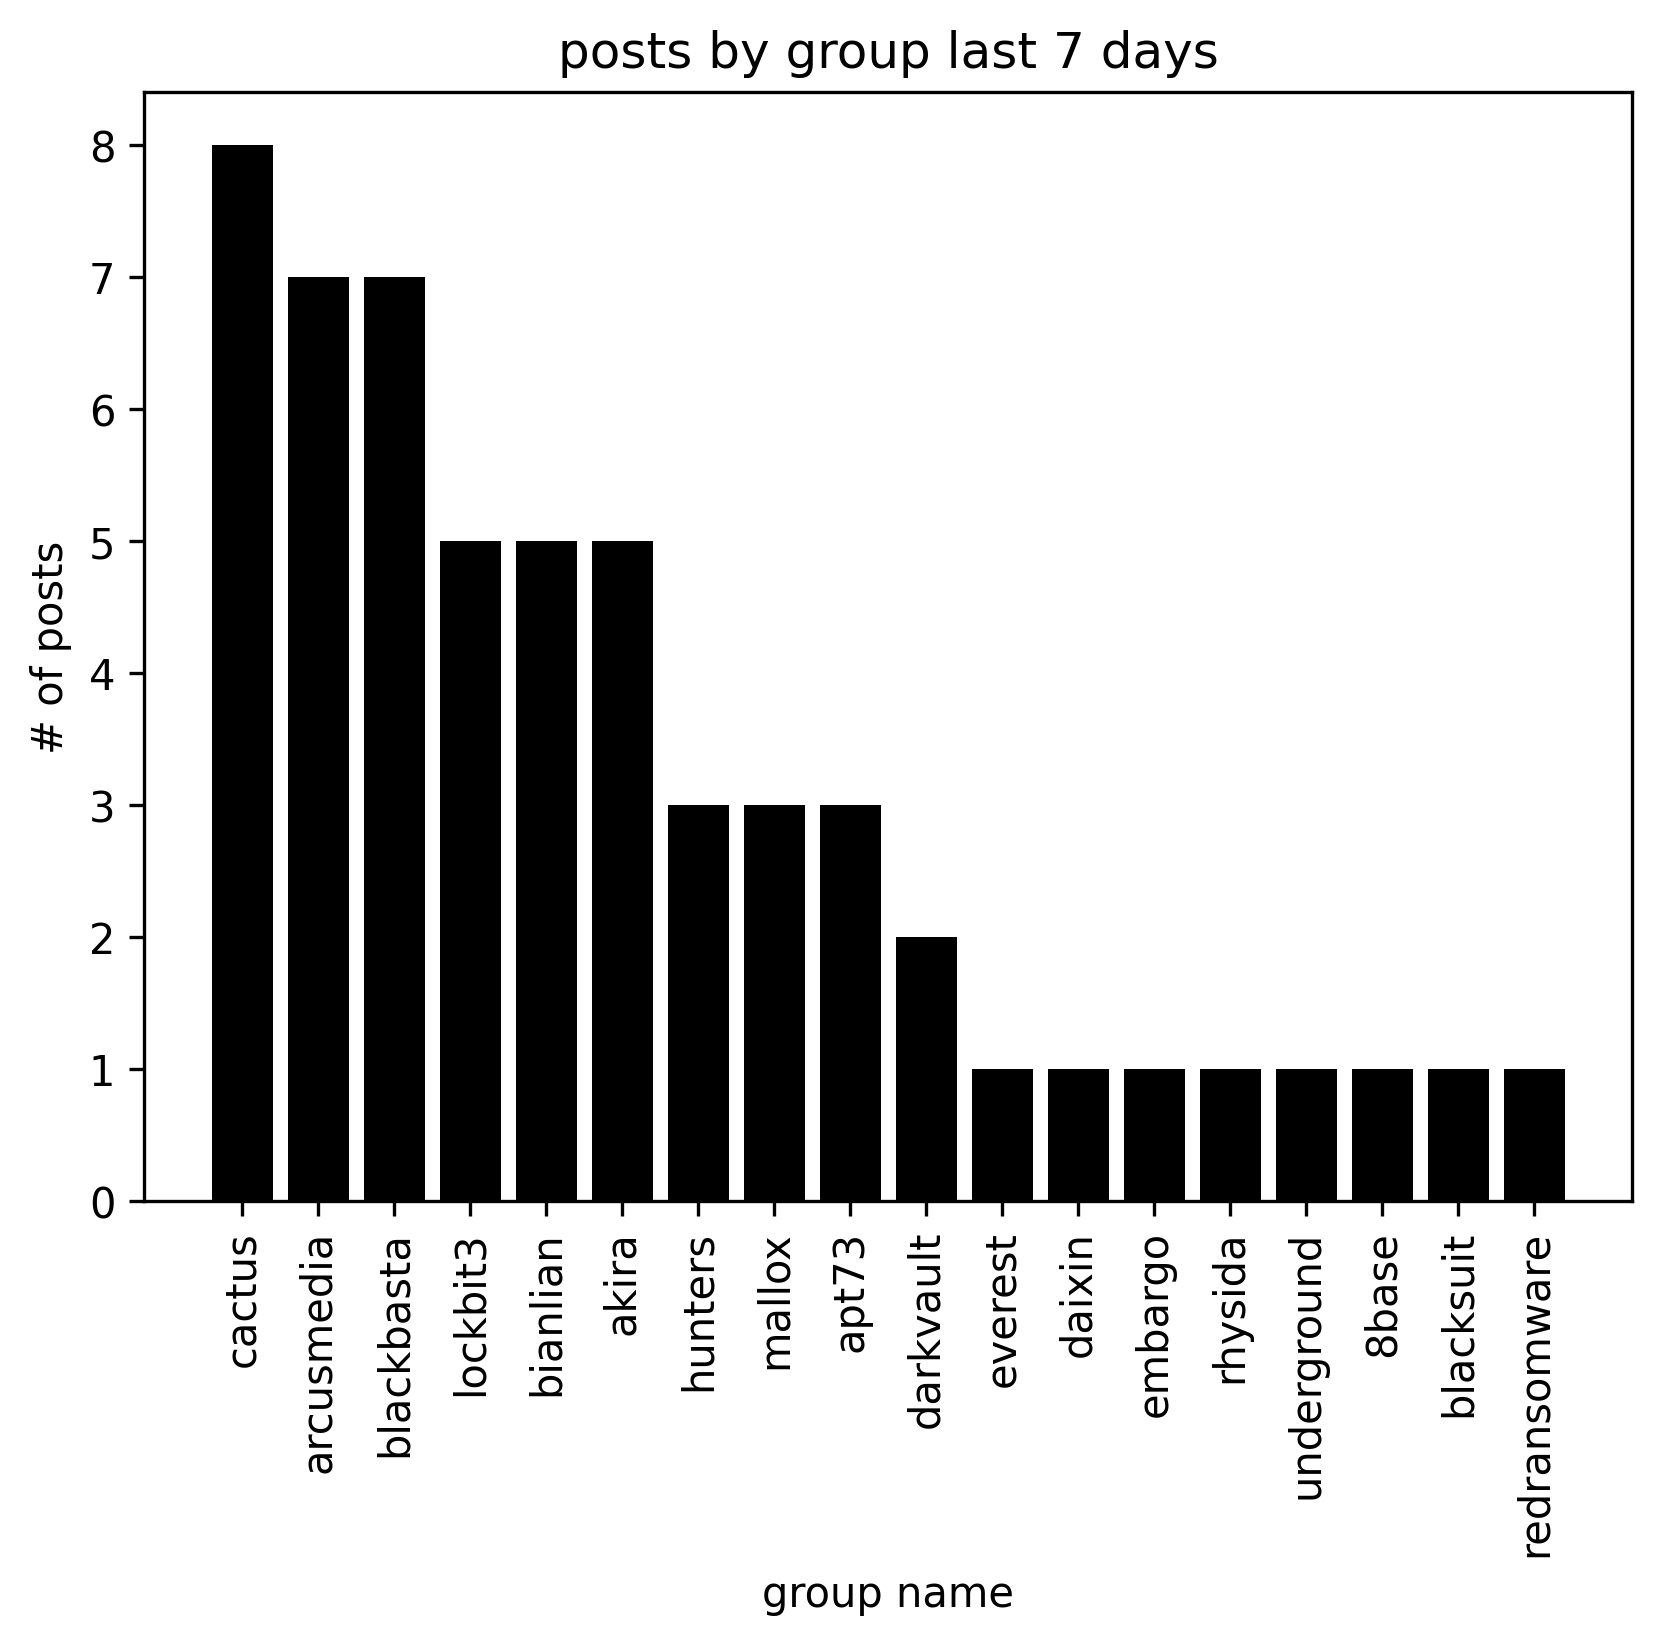 posts by group last 7 days
# of posts
8
7
6
5
4
3
2
1
0
cactus
arcusmedia
blackbasta
lockbit3
bianlian
akira
hunters
mallox
apt73
darkvault
everest
daixin
embargo
rhysida
underground
8base
blacksuit
redransomware
group name